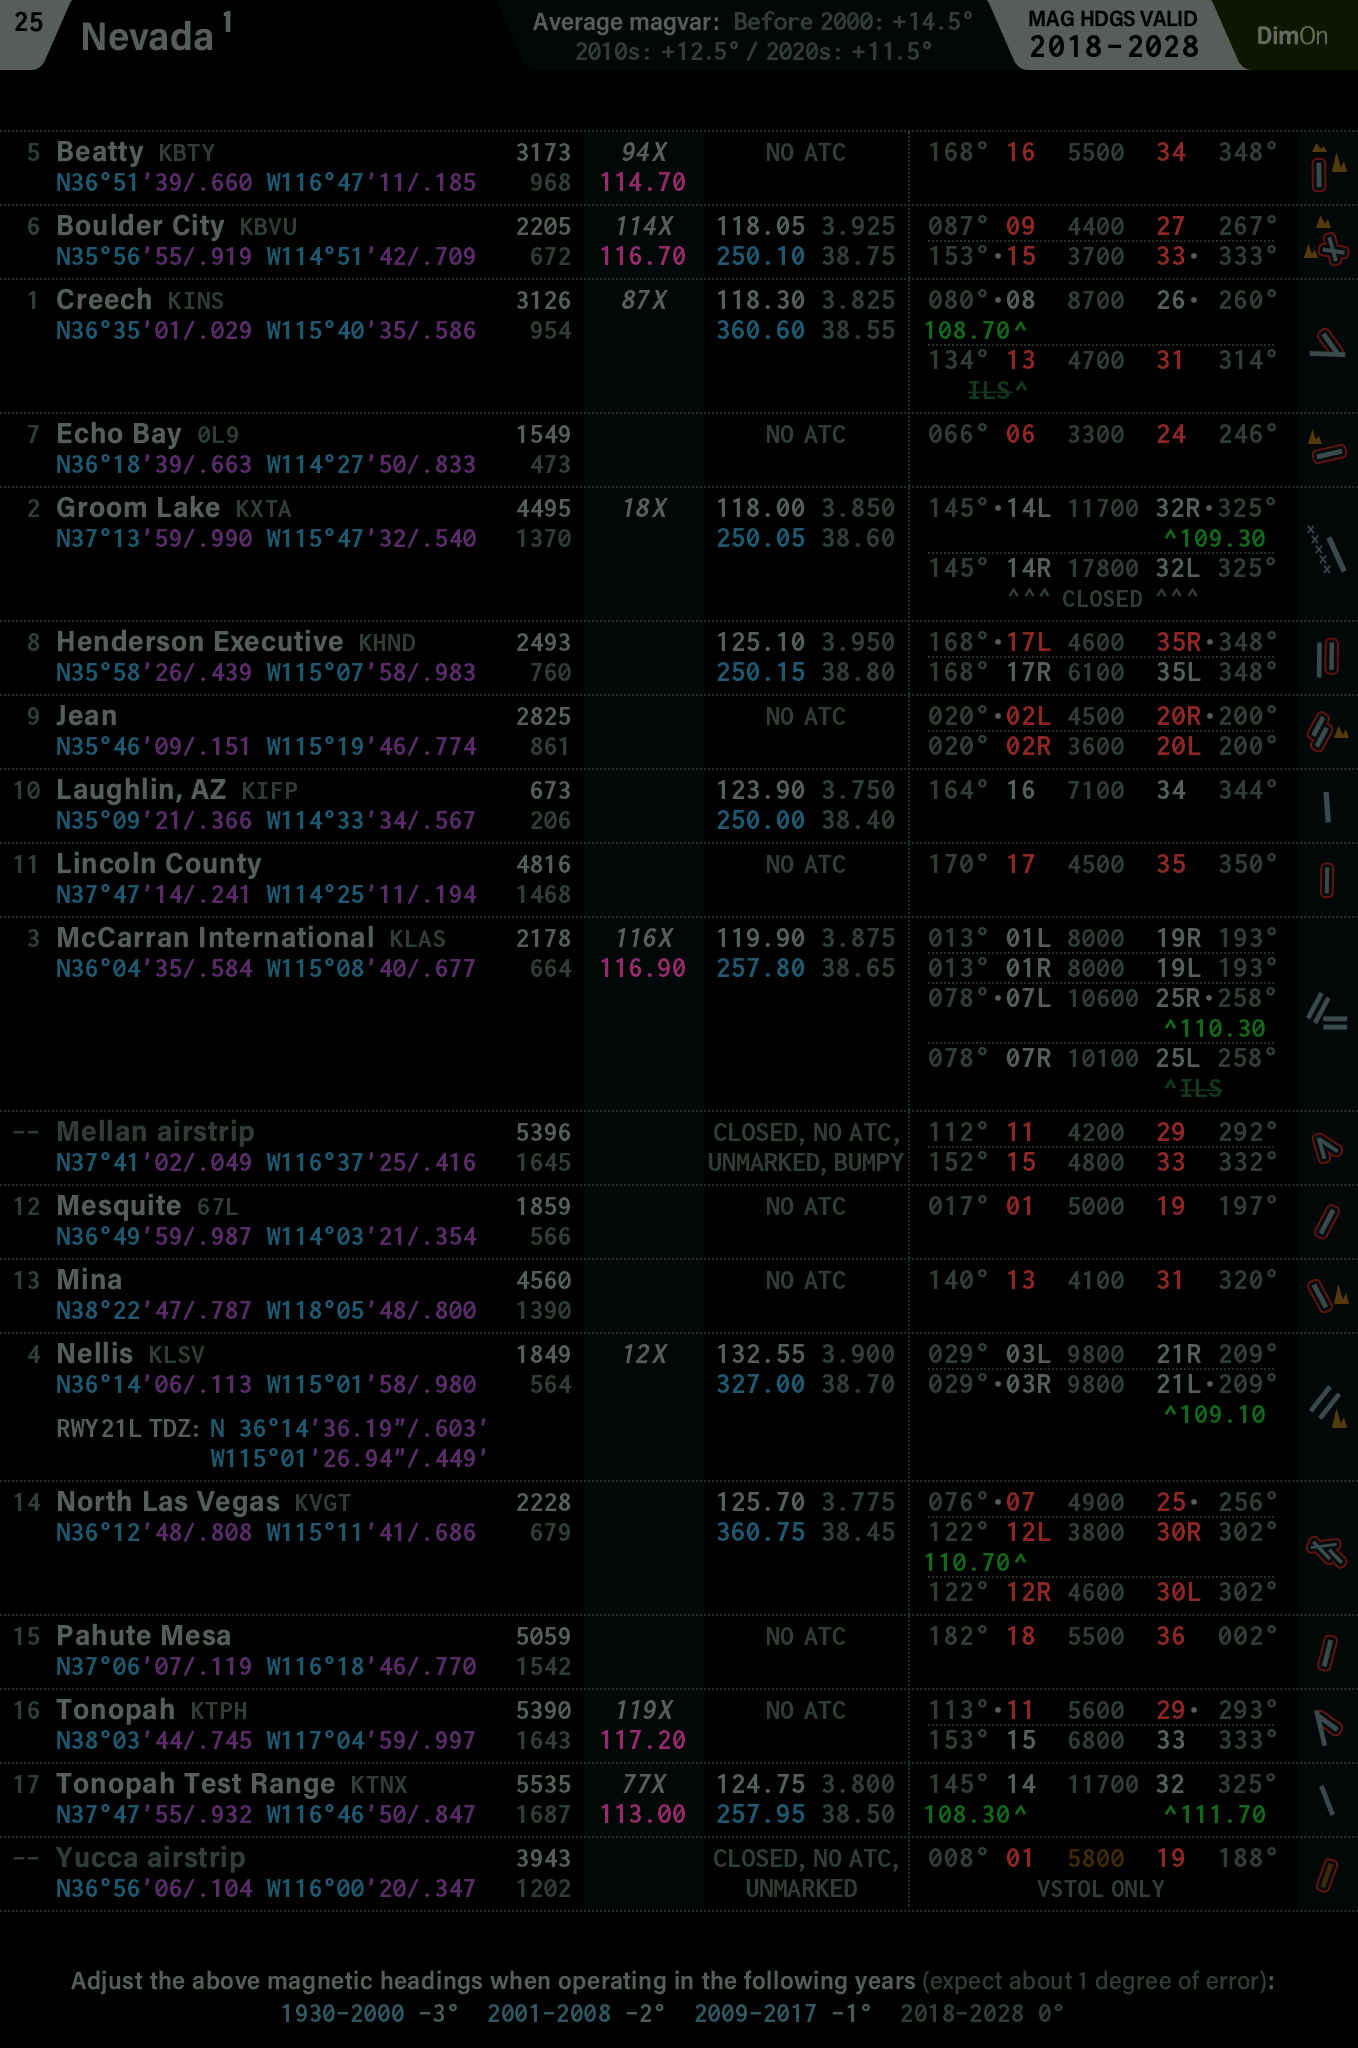 25 Nevada 1 Average magvar: Before 2000: +14.5° MAG HDGS VALID DimOn
2010s: +12.5° / 2020s: +11.5° 2018-2028
5 Beatty KBTY 3173 94X NO ATC 168° 16 5500 34 348°
N36°51'39/.660 W116°47'11/.185 968 114.70
6 Boulder City KBVU 2205 114X 118.05 3.925 087° 09 4400 27 267°
N35°56'55/.919 W114°51'42/.709 672 116.70 250.10 38.75 153°·15 3700 33· 333°
1 Creech KINS 3126 87X 118.30 3.825 080°·08 8700 26· 260°
N36°35'01/.029 W115°40'35/.586 954 360.60 38.55 108.70^
134° 13 4700 31 314°
ILS^
7 Echo Bay 0L9 1549 NO ATC 066° 06 3300 24 246°
N36°18'39/.663 W114°27'50/.833 473
2 Groom Lake KXTA 4495 18X 118.00 3.850 145°·14L 11700 32R·325°
N37°13'59/.990 W115°47'32/.540 1370 250.05 38.60 ^109.30
145° 14R 17800 32L 325°
^^^ CLOSED ^^^
8 Henderson Executive KHND 2493 125.10 3.950 168°·17L 4600 35R·348°
N35°58'26/.439 W115°07'58/.983 760 250.15 38.80 168° 17R 6100 35L 348°
9 Jean 2825 NO ATC 020°·02L 4500 20R·200°
N35°46'09/.151 W115°19'46/.774 861 020° 02R 3600 20L 200°
10 Laughlin, AZ KIFP 673 123.90 3.750 164° 16 7100 34 344°
N35°09'21/.366 W114°33'34/.567 206 250.00 38.40
11 Lincoln County 4816 NO ATC 170° 17 4500 35 350°
N37°47'14/.241 W114°25'11/.194 1468
3 McCarran International KLAS 2178 116X 119.90 3.875 013° 01L 8000 19R 193°
N36°04'35/.584 W115°08'40/.677 664 116.90 257.80 38.65 013° 01R 8000 19L 193°
078°·07L 10600 25R·258°
^110.30
078° 07R 10100 25L 258°
^ILS
-- Mellan airstrip 5396 CLOSED, NO ATC, 112° 11 4200 29 292°
N37°41'02/.049 W116°37'25/.416 1645 UNMARKED, BUMPY 152° 15 4800 33 332°
12 Mesquite 67L 1859 NO ATC 017° 01 5000 19 197°
N36°49'59/.987 W114°03'21/.354 566
13 Mina 4560 NO ATC 140° 13 4100 31 320°
N38°22'47/.787 W118°05'48/.800 1390
4 Nellis KLSV 1849 12X 132.55 3.900 029° 03L 9800 21R 209°
N36°14'06/.113 W115°01'58/.980 564 327.00 38.70 029°·03R 9800 21L·209°
^109.10
RWY 21L TDZ: N 36°14'36.19"/.603'
W115°01'26.94"/.449'
14 North Las Vegas KVGT 2228 125.70 3.775 076°·07 4900 25· 256°
N36°12'48/.808 W115°11'41/.686 679 360.75 38.45 122° 12L 3800 30R 302°
110.70^
122° 12R 4600 30L 302°
15 Pahute Mesa 5059 NO ATC 182° 18 5500 36 002°
N37°06'07/.119 W116°18'46/.770 1542
16 Tonopah KTPH 5390 119X NO ATC 113°·11 5600 29· 293°
N38°03'44/.745 W117°04'59/.997 1643 117.20 153° 15 6800 33 333°
17 Tonopah Test Range KTNX 5535 77X 124.75 3.800 145° 14 11700 32 325°
N37°47'55/.932 W116°46'50/.847 1687 113.00 257.95 38.50 108.30^ ^111.70
-- Yucca airstrip 3943 CLOSED, NO ATC, 008° 01 5800 19 188°
N36°56'06/.104 W116°00'20/.347 1202 UNMARKED VSTOL ONLY
Adjust the above magnetic headings when operating in the following years (expect about 1 degree of error):
1930-2000 -3° 2001-2008 -2° 2009-2017 -1° 2018-2028 0°